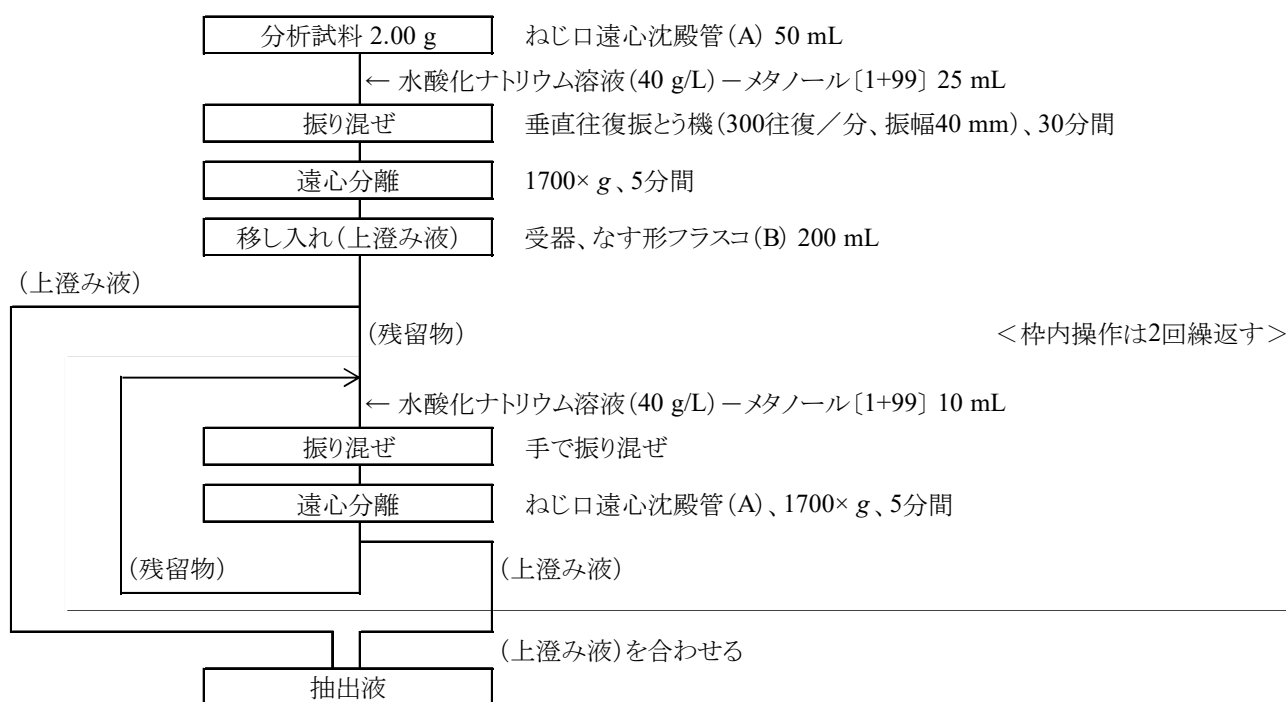 分析試料 2.00 g ねじ口遠心沈殿管(A) 50 mL
← 水酸化ナトリウム溶液(40 g/L)－メタノール〔1+99〕 25 mL
振り混ぜ 垂直往復振とう機(300往復／分、振幅40 mm)、30分間
遠心分離 1700× g 、5分間
移し入れ(上澄み液) 受器、なす形フラスコ(B) 200 mL
(上澄み液)
(残留物) ＜枠内操作は2回繰返す＞
← 水酸化ナトリウム溶液(40 g/L)－メタノール〔1+99〕 10 mL
振り混ぜ 手で振り混ぜ
遠心分離 ねじ口遠心沈殿管(A)、1700× g 、5分間
(残留物) (上澄み液)
(上澄み液)を合わせる
抽出液